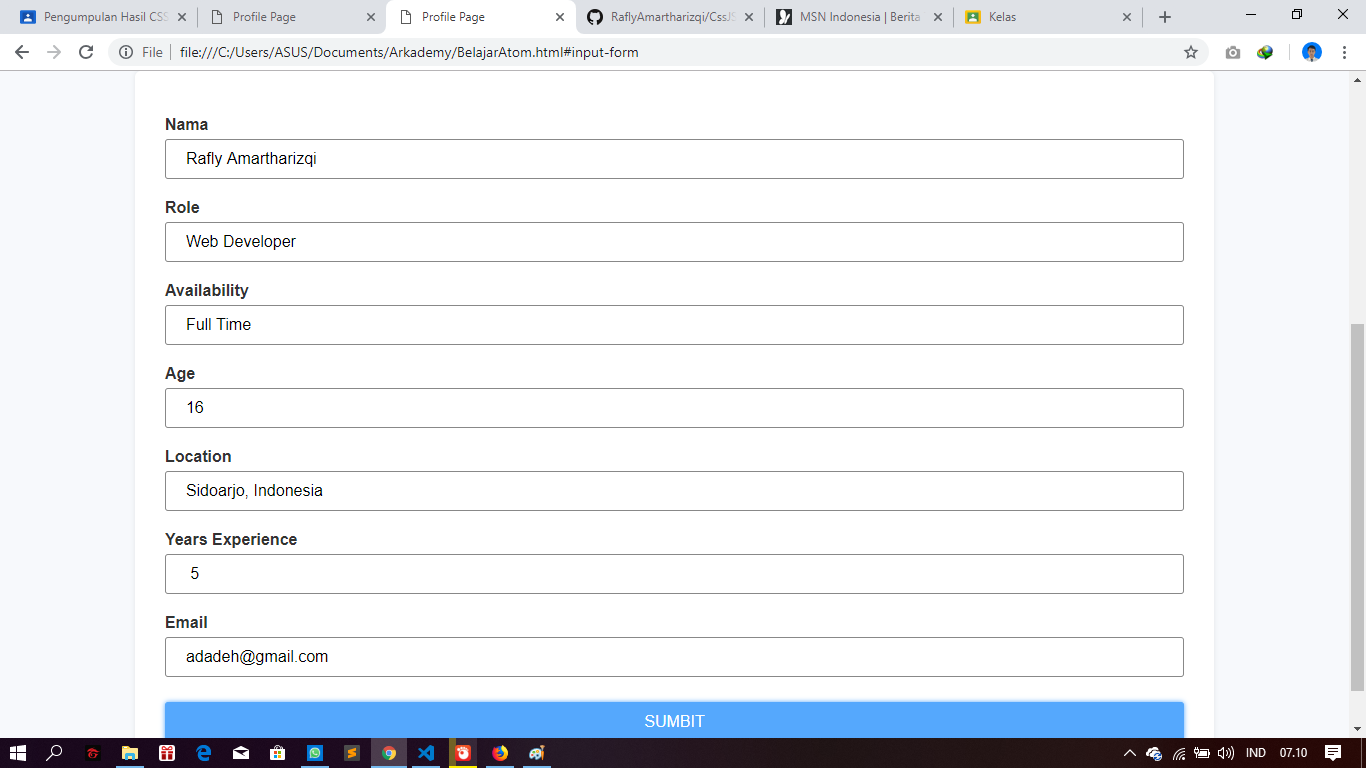 Pengumpulan Hasil CSS
Profile Page
Profile Page
RaflyAmartharizqi/CssJS
MSN Indonesia | Berita
Kelas
File
file:///C:/Users/ASUS/Documents/Arkademy/BelajarAtom.html#input-form
Nama
Rafly Amartharizqi
Role
Web Developer
Availability
Full Time
Age
16
Location
Sidoarjo, Indonesia
Years Experience
5
Email
adadeh@gmail.com
SUMBIT
IND
07.10